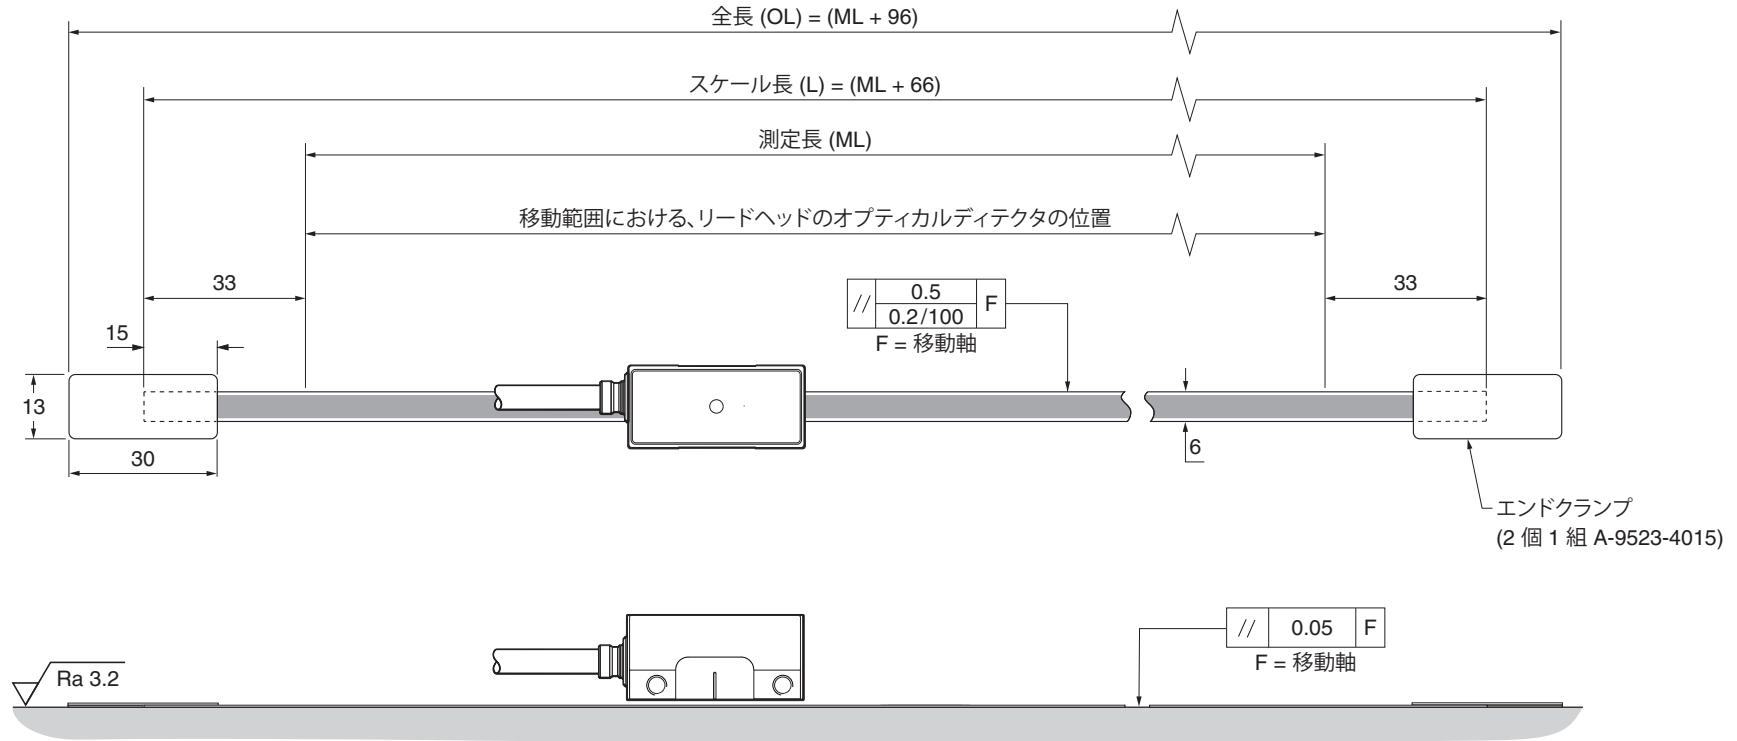 全長 (OL) = (ML + 96)
スケール長 (L) = (ML + 66)
測定長 (ML)
移動範囲における、リードヘッドのオプティカルディテクタの位置
33
33
// 0.5 F
0.2/100
F = 移動軸
15
13
30
6
エンドクランプ
(2 個 1 組 A-9523-4015)
// 0.05 F
F = 移動軸
Ra 3.2